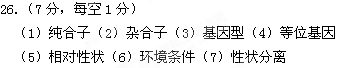 26.（7分，每空1分）
（1）纯合子（2）杂合子（3）基因型（4）等位基因
（5）相对性状（6）环境条件（7）性状分离